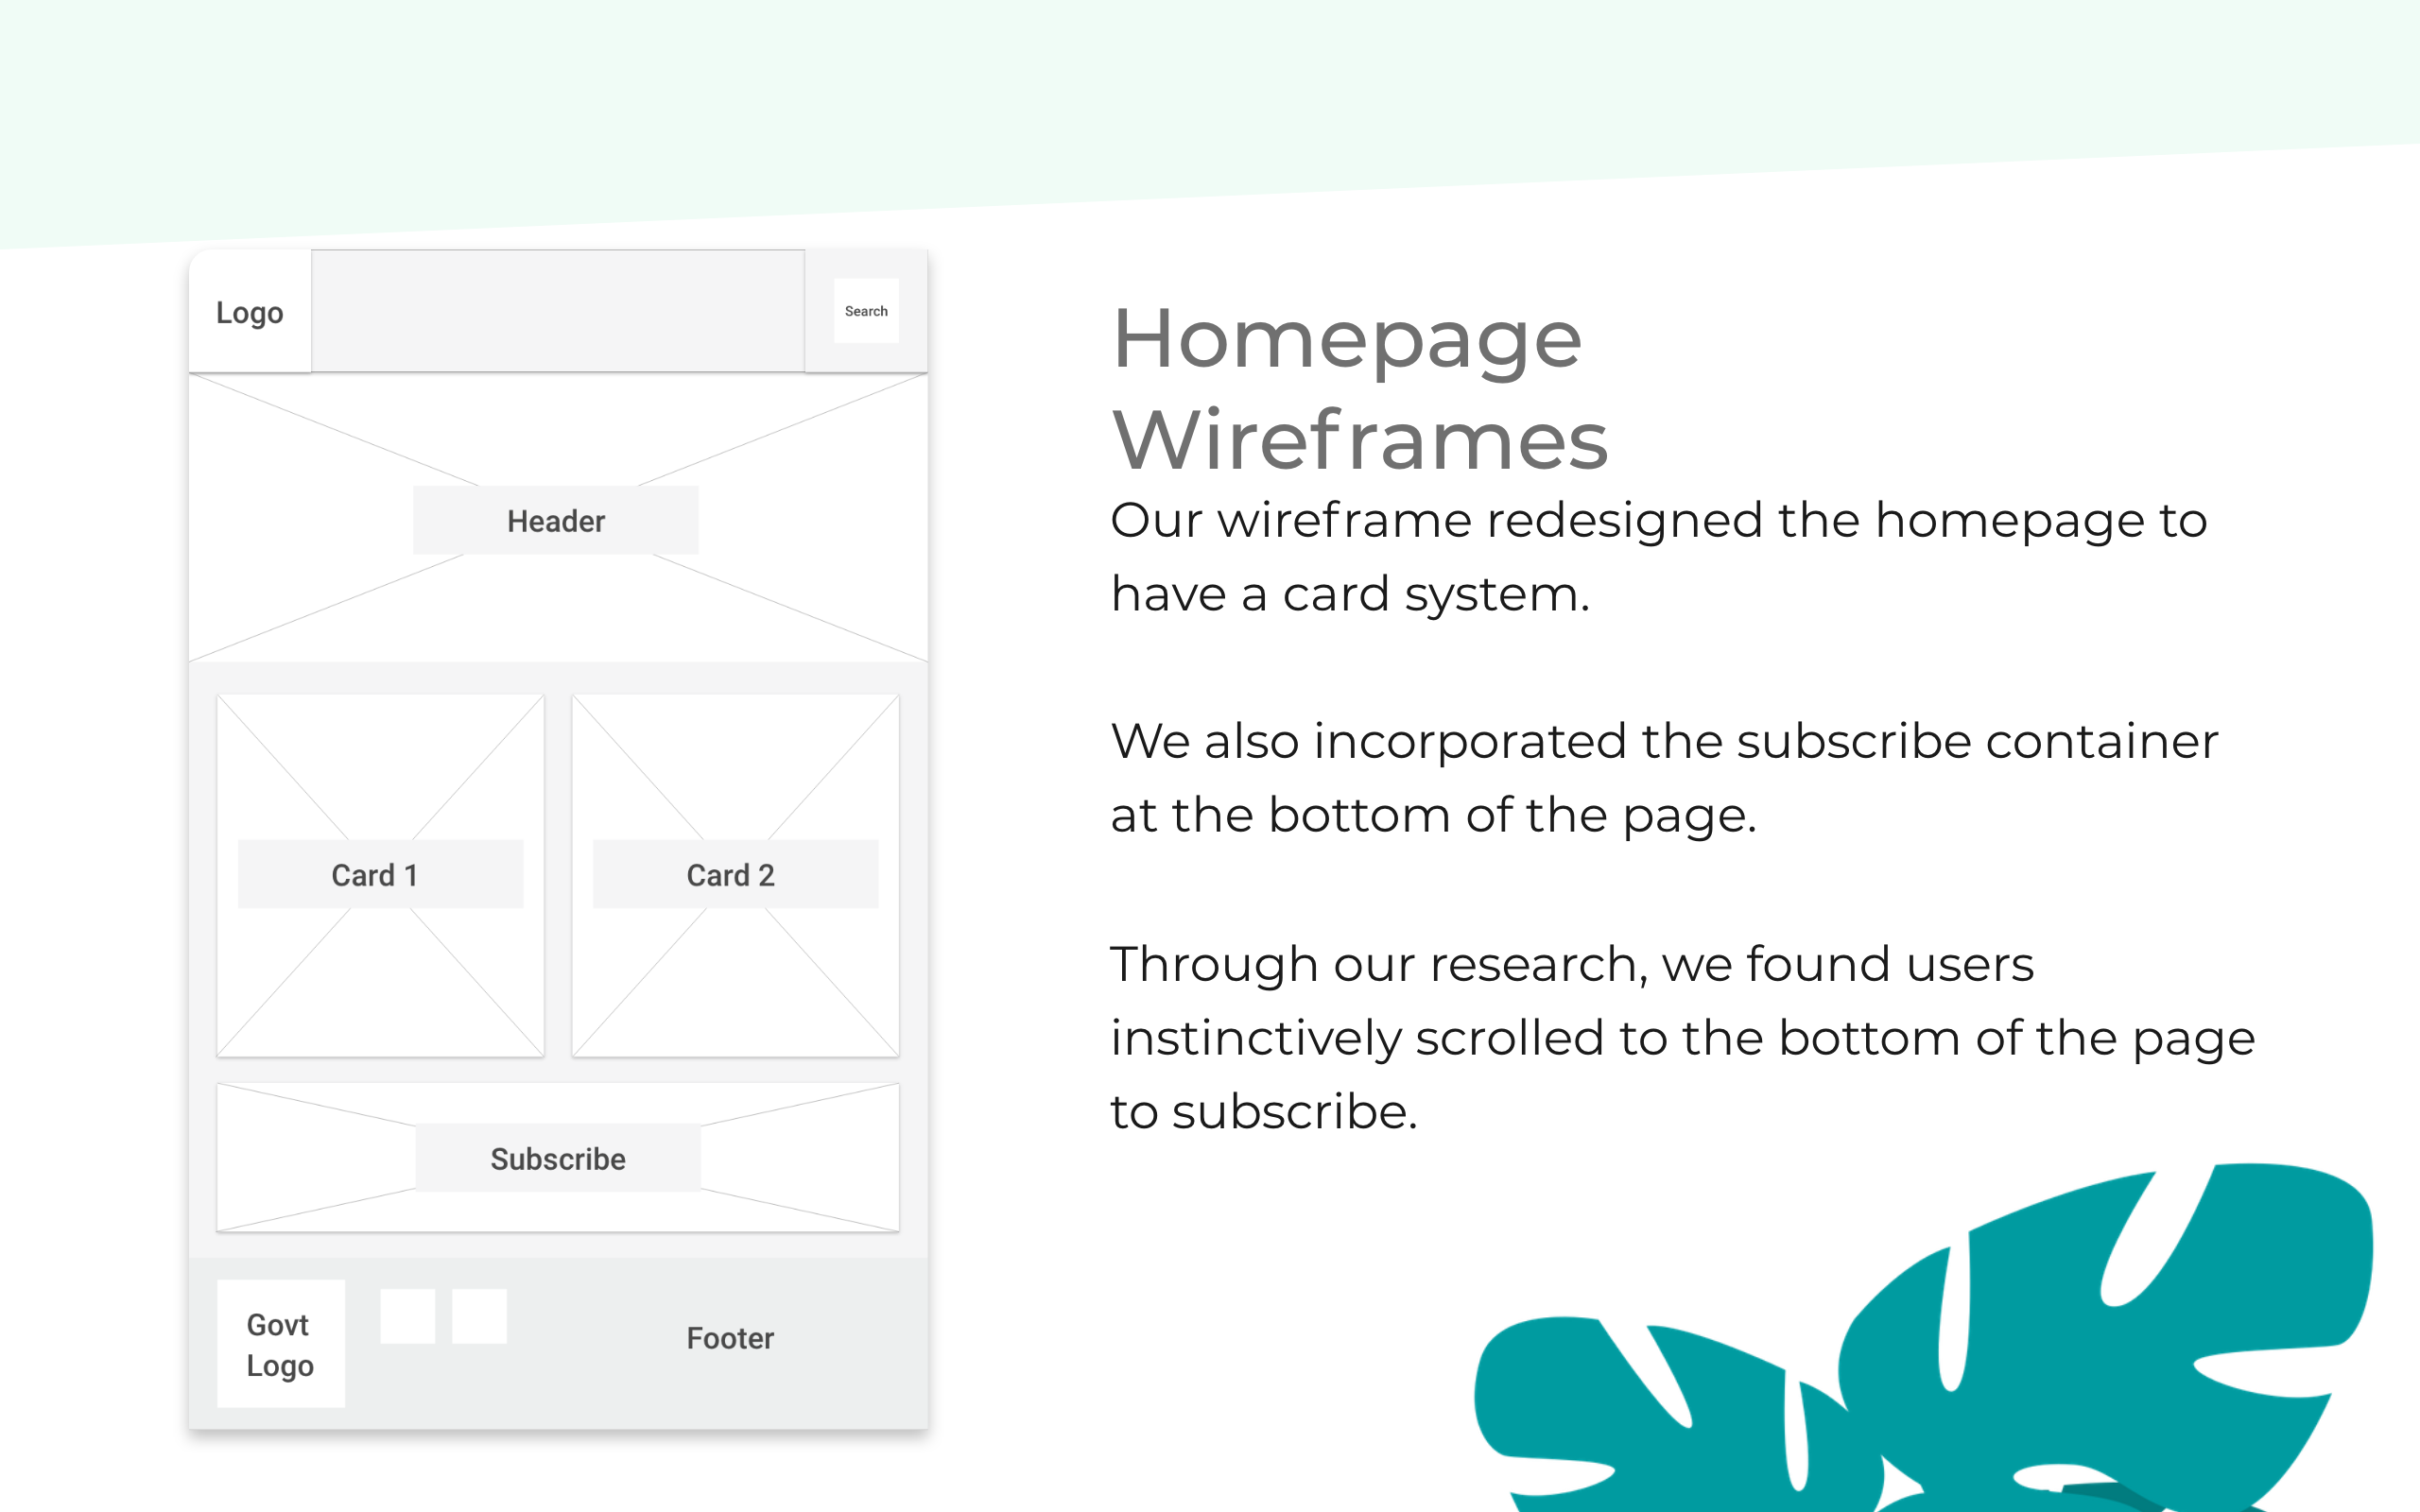 Logo
Search
Header
Card 1
Card 2
Subscribe
Govt
Logo
Footer
Homepage
Wireframes
Our wireframe redesigned the homepage to
have a card system.
We also incorporated the subscribe container
at the bottom of the page.
Through our research, we found users
instinctively scrolled to the bottom of the page
to subscribe.